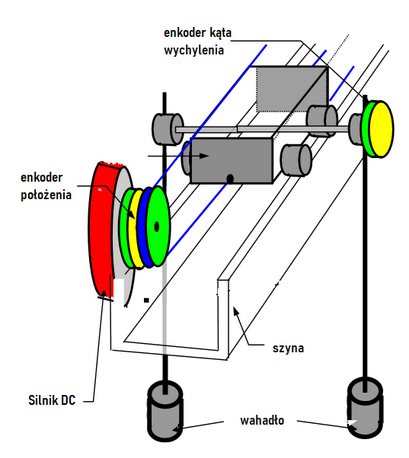 enkoder kąta
wychylenia
enkoder
położenia
szyna
Silnik DC
wahadło